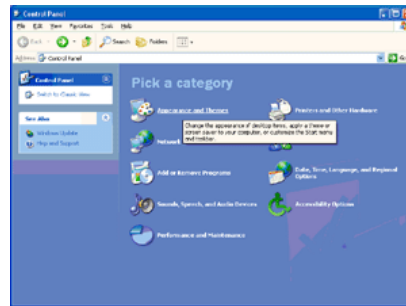 Control Panel
File Edit View Favorites Tools Help
Back Search Folders
Address Control Panel Go
Control Panel
Switch to Classic View
See Also
Windows Update
Help and Support
Pick a category
Appearance and Themes
Printers and Other Hardware
Change the appearance of desktop items, apply a theme or
screen saver to your computer, or customize the Start menu
and taskbar.
Network
Add or Remove Programs
Date, Time, Language, and Regional
Options
Sounds, Speech, and Audio Devices
Accessibility Options
Performance and Maintenance